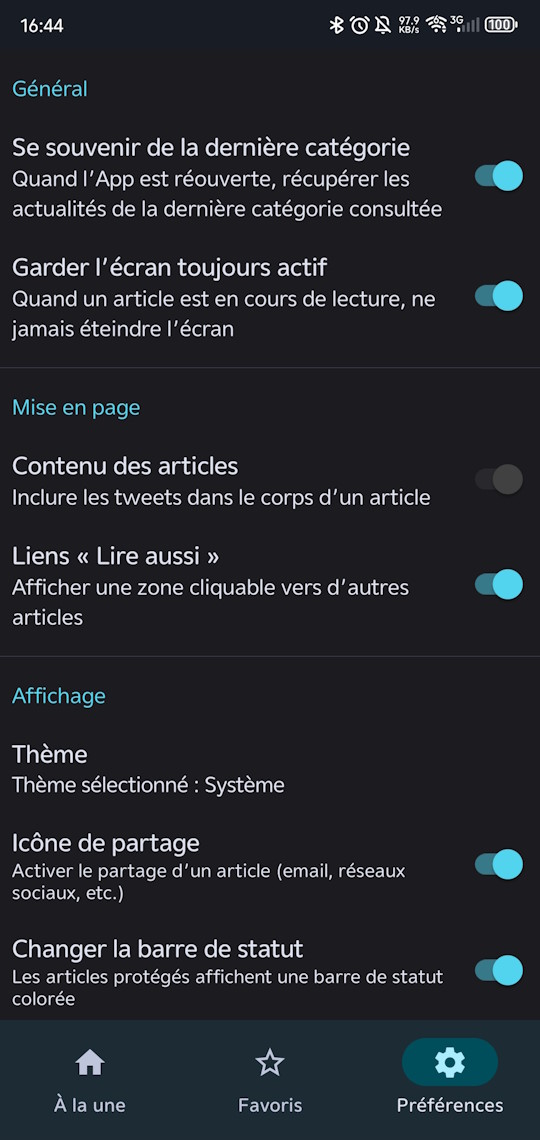 16:44
97.9
KB/s
6
3G
100
Général
Se souvenir de la dernière catégorie
Quand l’App est réouverte, récupérer les
actualités de la dernière catégorie consultée
Garder l’écran toujours actif
Quand un article est en cours de lecture, ne
jamais éteindre l’écran
Mise en page
Contenu des articles
Inclure les tweets dans le corps d’un article
Liens « Lire aussi »
Afficher une zone cliquable vers d’autres
articles
Affichage
Thème
Thème sélectionné : Système
Icône de partage
Activer le partage d’un article (email, réseaux
sociaux, etc.)
Changer la barre de statut
Les articles protégés affichent une barre de statut
colorée
À la une
Favoris
Préférences